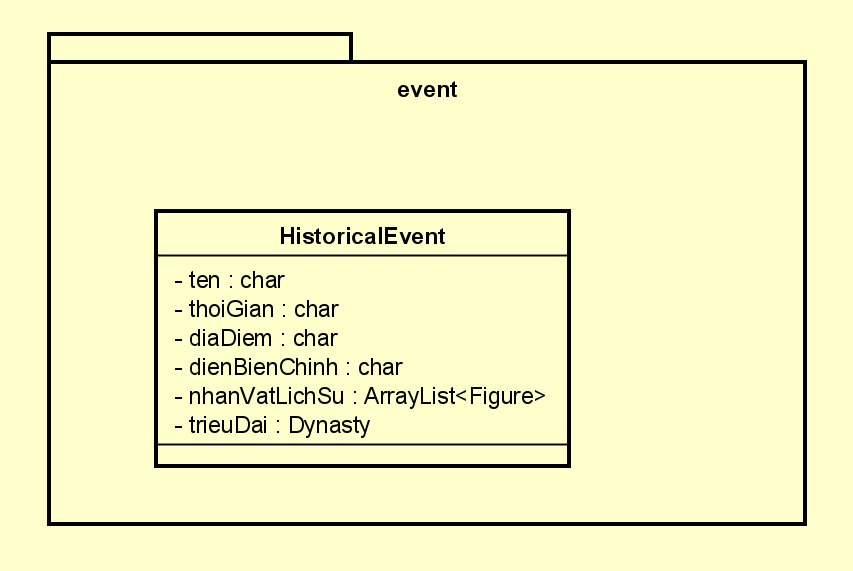 event
HistoricalEvent
- ten : char
- thoiGian : char
- diaDiem : char
- dienBienChinh : char
- nhanVatLichSu : ArrayList<Figure>
- trieuDai : Dynasty